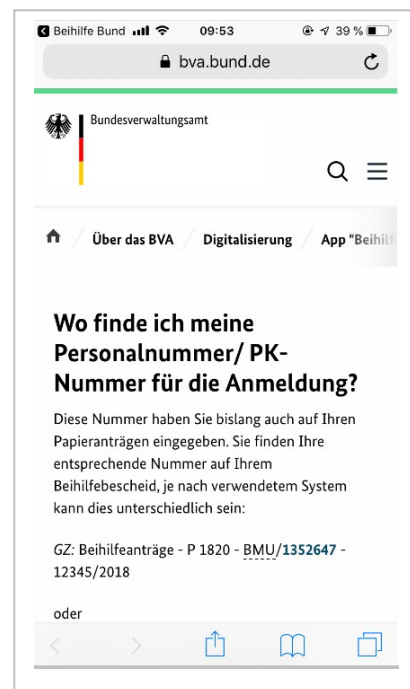 Beihilfe Bund 09:53 39 %
bva.bund.de
Bundesverwaltungsamt
Über das BVA / Digitalisierung / App "Beihilf
Wo finde ich meine
Personalnummer/ PK-
Nummer für die Anmeldung?
Diese Nummer haben Sie bislang auch auf Ihren
Papieranträgen eingegeben. Sie finden Ihre
entsprechende Nummer auf Ihrem
Beihilfebescheid, je nach verwendetem System
kann dies unterschiedlich sein:
GZ: Beihilfeanträge - P 1820 - BMU/1352647 -
12345/2018
oder